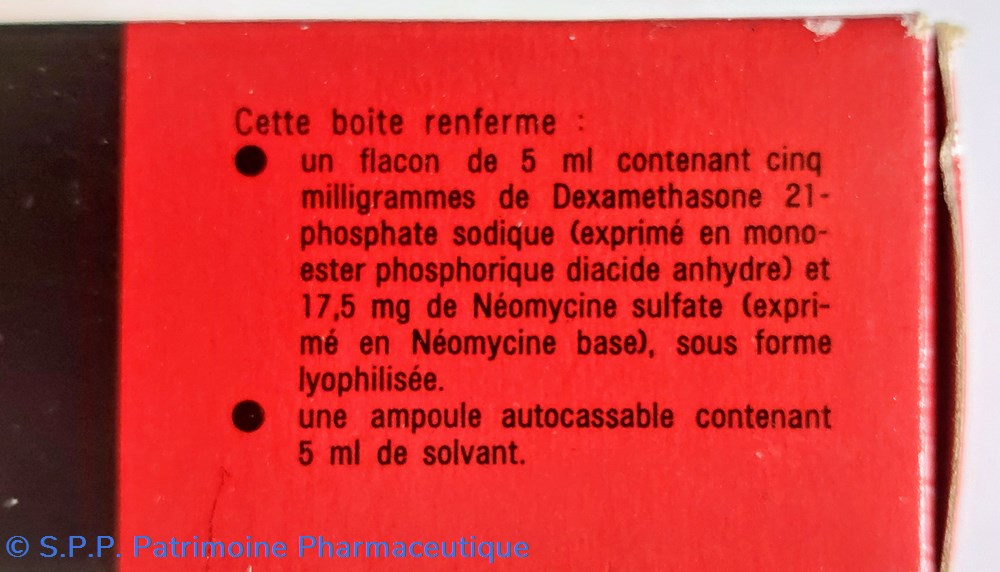 Cette boite renferme :
● un flacon de 5 ml contenant cinq
milligrammes de Dexamethasone 21-
phosphate sodique (exprimé en mono-
ester phosphorique diacide anhydre) et
17,5 mg de Néomycine sulfate (expri-
mé en Néomycine base), sous forme
lyophilisée.
● une ampoule autocassable contenant
5 ml de solvant.
© S.P.P. Patrimoine Pharmaceutique